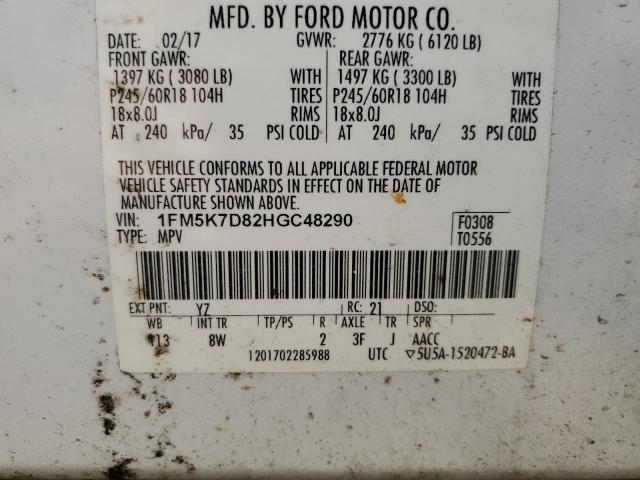 MFD. BY FORD MOTOR CO.
DATE: 02/17 GVWR: 2776 KG ( 6120 LB)
FRONT GAWR: REAR GAWR:
1397 KG ( 3080 LB) WITH 1497 KG ( 3300 LB) WITH
P245/60R18 104H TIRES P245/60R18 104H TIRES
18x8.0J RIMS 18x8.0J RIMS
AT 240 kPa/ 35 PSI COLD AT 240 kPa/ 35 PSI COLD
THIS VEHICLE CONFORMS TO ALL APPLICABLE FEDERAL MOTOR
VEHICLE SAFETY STANDARDS IN EFFECT ON THE DATE OF
MANUFACTURE SHOWN ABOVE.
VIN: 1FM5K7D82HGC48290 F0308
TYPE: MPV T0556
EXT PNT: YZ RC: 21 DSO:
WB INT TR TP/PS R AXLE TR SPR
113 8W 2 3F J AACC
1201702285988 UTC ▽5U5A-1520472-BA